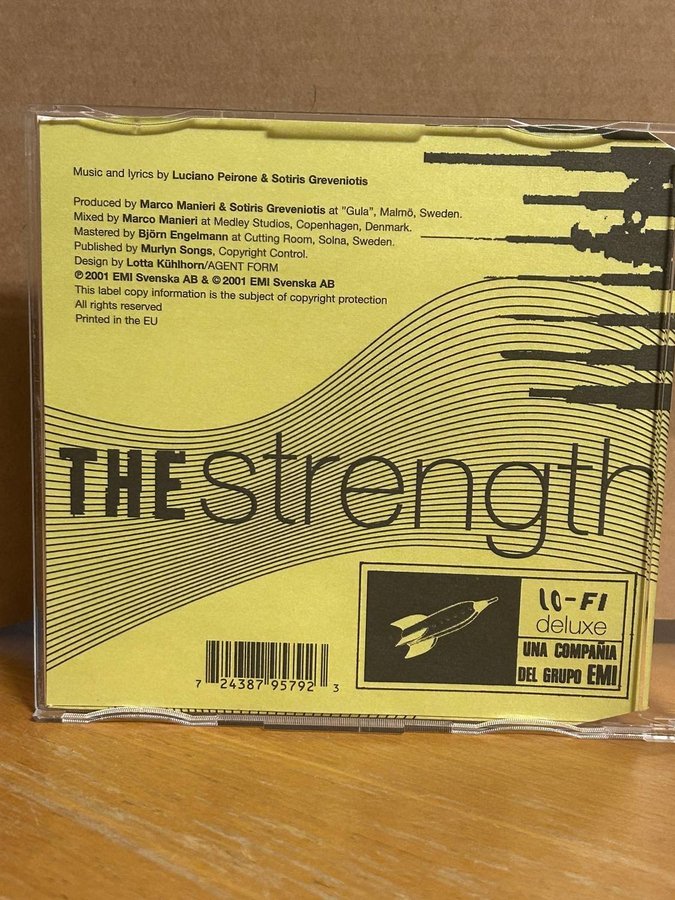 Music and lyrics by Luciano Peirone & Sotiris Greveniotis
Produced by Marco Manieri & Sotiris Greveniotis at "Gula", Malmö, Sweden.
Mixed by Marco Manieri at Medley Studios, Copenhagen, Denmark.
Mastered by Björn Engelmann at Cutting Room, Solna, Sweden.
Published by Murlyn Songs, Copyright Control.
Design by Lotta Kühlhorn/AGENT FORM
℗ 2001 EMI Svenska AB & © 2001 EMI Svenska AB
This label copy information is the subject of copyright protection
All rights reserved
Printed in the EU
THE strength
LO-FI
deluxe
UNA COMPAÑIA
DEL GRUPO EMI
7 24387 95792 3